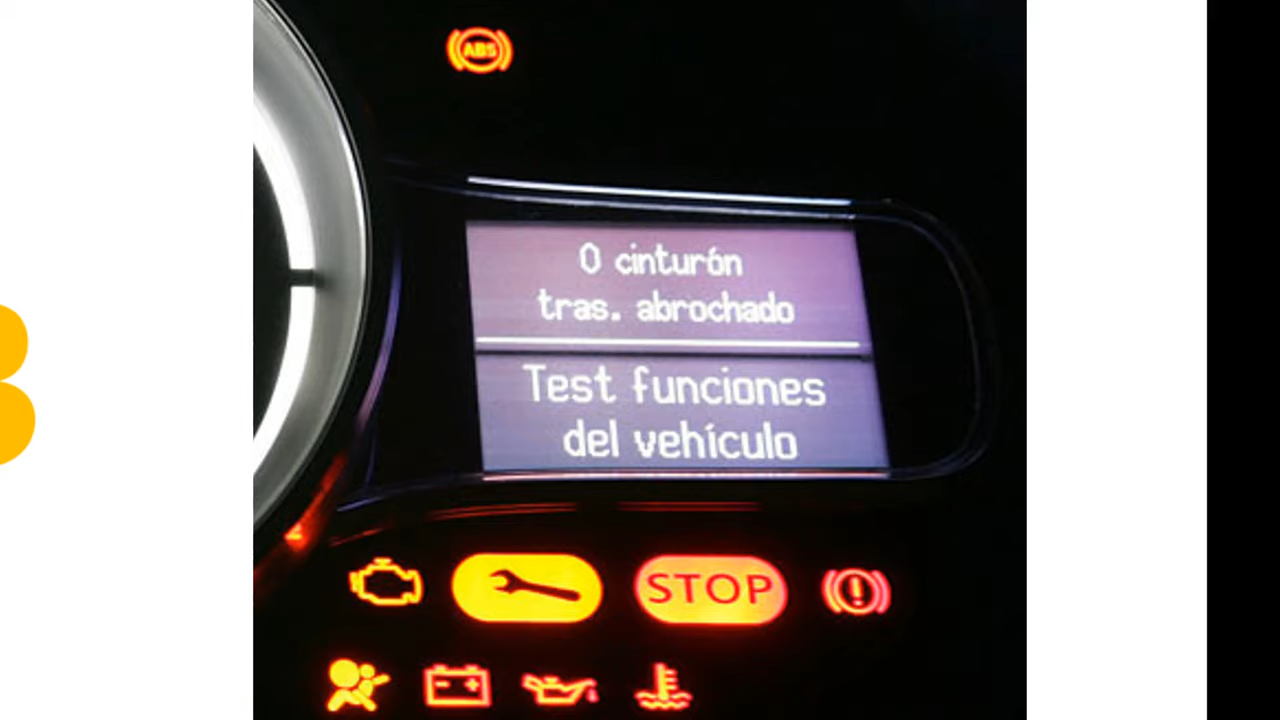 ABS
0 cinturón
tras. abrochado
Test funciones
del vehículo
STOP